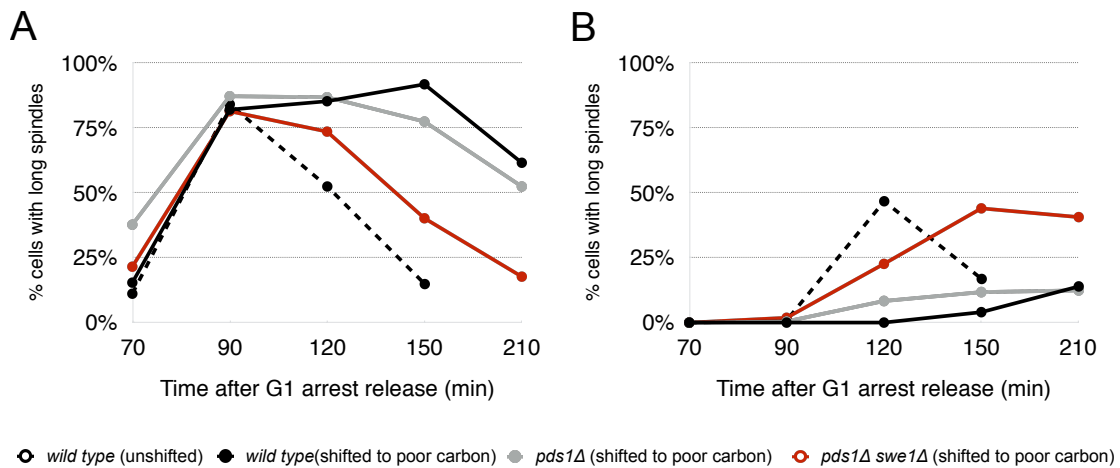 A
B
100%
75%
50%
25%
0%
% cells with long spindles
70 90 120 150 210
Time after G1 arrest release (min)
100%
75%
50%
25%
0%
% cells with long spindles
70 90 120 150 210
Time after G1 arrest release (min)
wild type (unshifted) wild type(shifted to poor carbon) pds1Δ (shifted to poor carbon) pds1Δ swe1Δ (shifted to poor carbon)